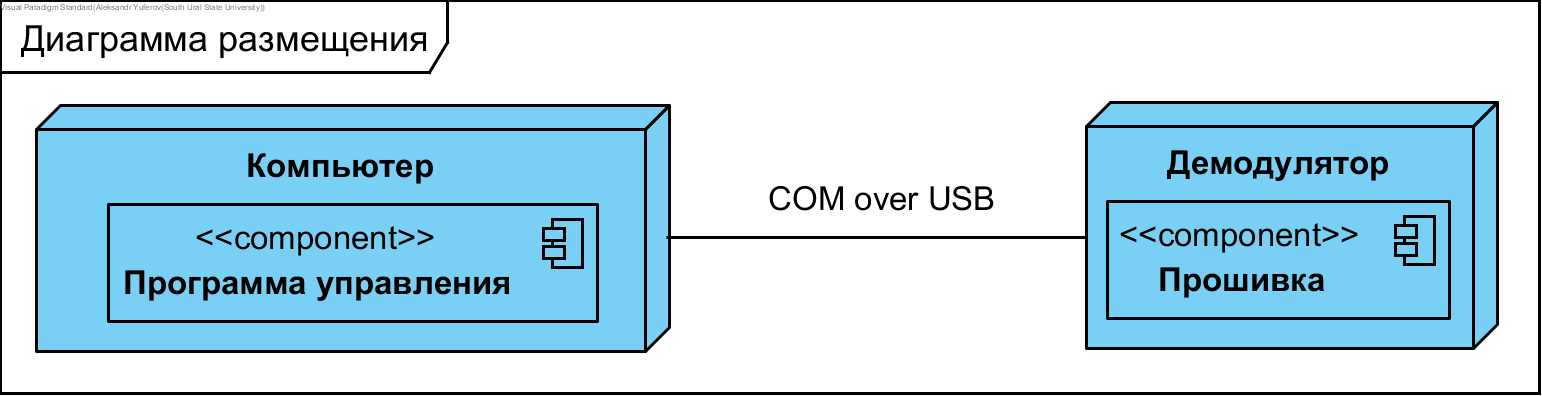 Visual Paradigm Standard(Aleksandr Yuferov(South Ural State University))
Диаграмма размещения
Компьютер
<<component>>
Программа управления
COM over USB
Демодулятор
<<component>>
Прошивка